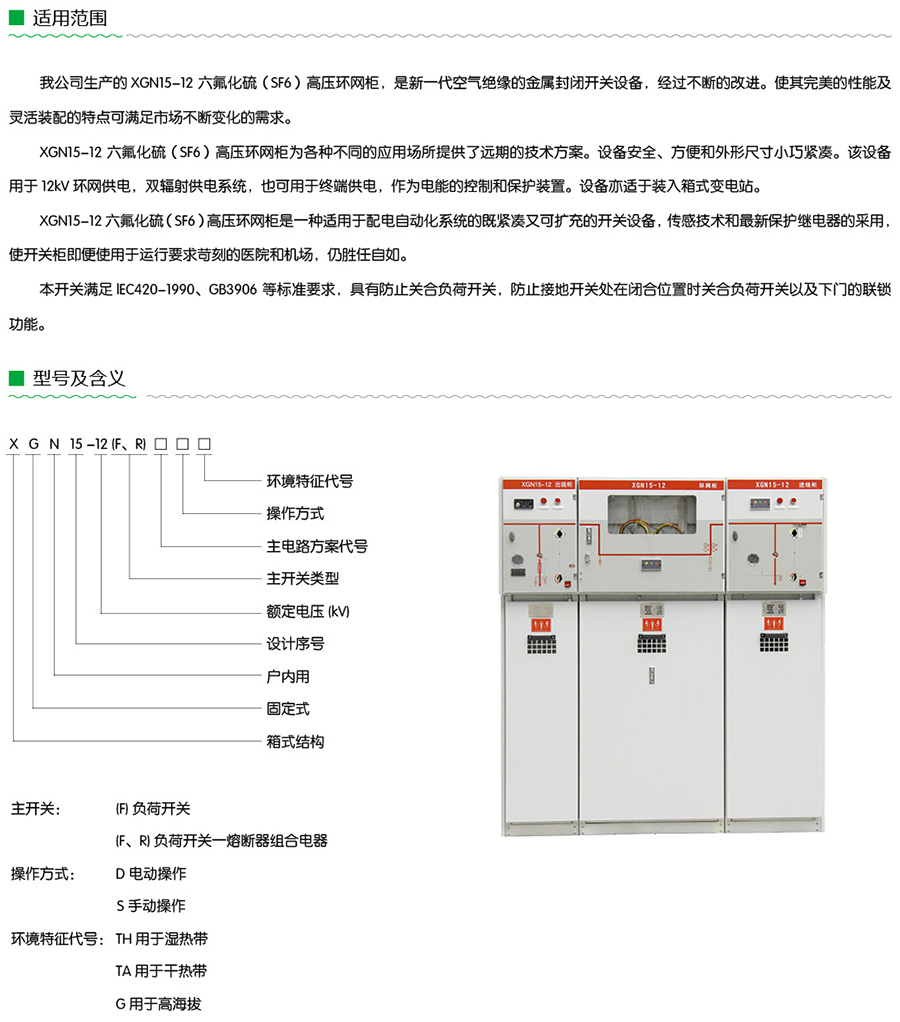 适用范围
我公司生产的 XGN15-12 六氟化硫（SF6）高压环网柜，是新一代空气绝缘的金属封闭开关设备，经过不断的改进。使其完美的性能及
灵活装配的特点可满足市场不断变化的需求。
XGN15-12 六氟化硫（SF6）高压环网柜为各种不同的应用场所提供了远期的技术方案。设备安全、方便和外形尺寸小巧紧凑。该设备
用于 12kV 环网供电，双辐射供电系统，也可用于终端供电，作为电能的控制和保护装置。设备亦适于装入箱式变电站。
XGN15-12 六氟化硫（SF6）高压环网柜是一种适用于配电自动化系统的既紧凑又可扩充的开关设备，传感技术和最新保护继电器的采用，
使开关柜即便使用于运行要求苛刻的医院和机场，仍胜任自如。
本开关满足 IEC420-1990、GB3906 等标准要求，具有防止关合负荷开关，防止接地开关处在闭合位置时关合负荷开关以及下门的联锁
功能。
型号及含义
X G N 15 -12 (F、R) □ □ □
环境特征代号
操作方式
主电路方案代号
主开关类型
额定电压 (kV)
设计序号
户内用
固定式
箱式结构
XGN15-12 出线柜
XGN15-12 环网柜
XGN15-12 进线柜
主开关： (F) 负荷开关
(F、R) 负荷开关一熔断器组合电器
操作方式： D 电动操作
S 手动操作
环境特征代号： TH 用于湿热带
TA 用于干热带
G 用于高海拔